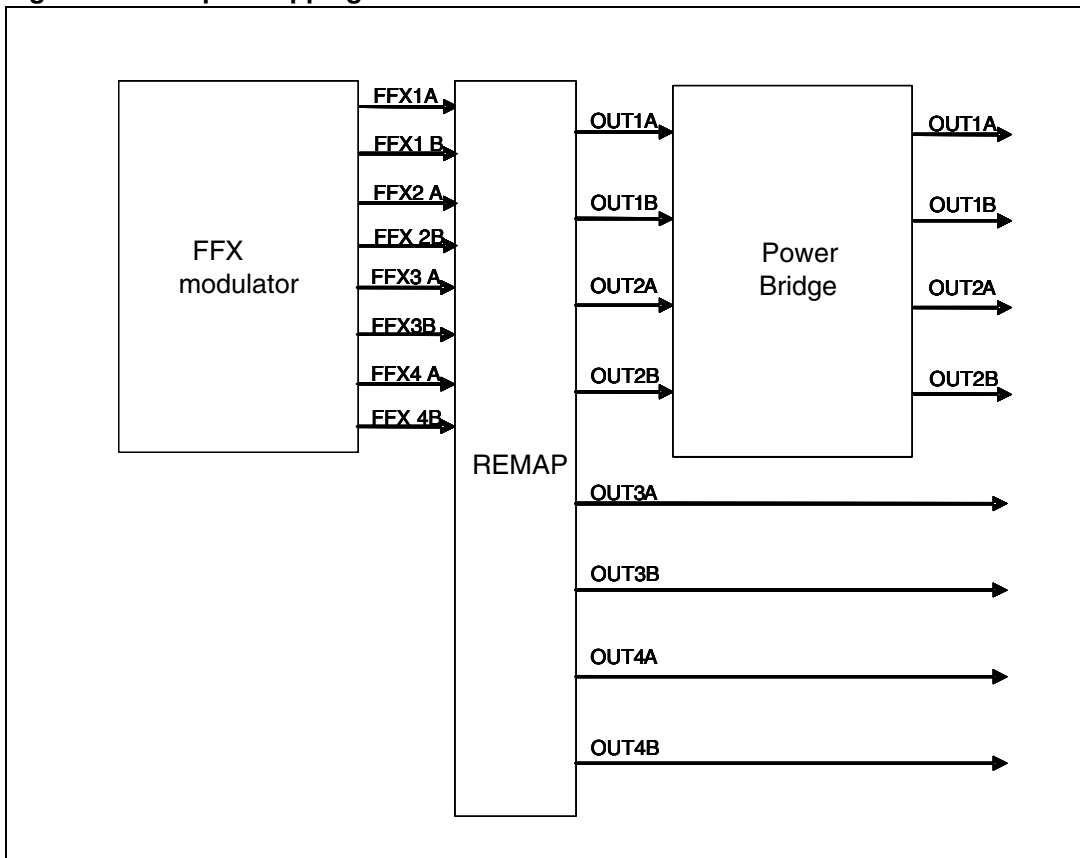 FFX
modulator
FFX1A
FFX1 B
FFX2 A
FFX 2B
FFX3 A
FFX3B
FFX4 A
FFX 4B
REMAP
OUT1A
OUT1B
OUT2A
OUT2B
OUT3A
OUT3B
OUT4A
OUT4B
Power
Bridge
OUT1A
OUT1B
OUT2A
OUT2B